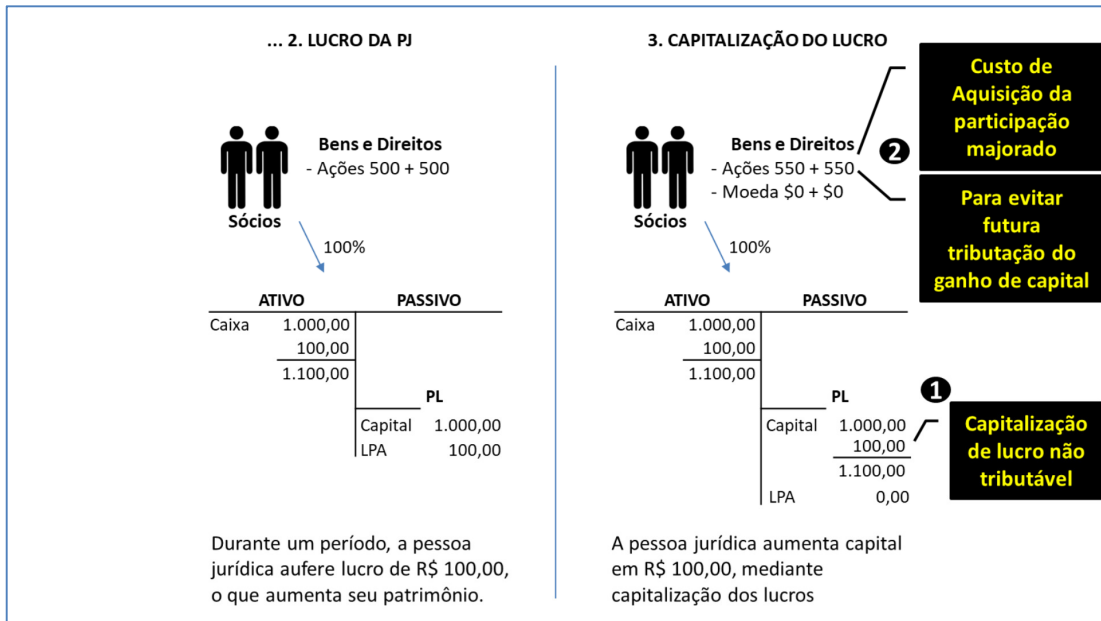 ... 2. LUCRO DA PJ
Bens e Direitos
- Ações 500 + 500
Sócios
100%
ATIVO PASSIVO
Caixa 1.000,00
100,00
1.100,00
PL
Capital 1.000,00
LPA 100,00
Durante um período, a pessoa
jurídica aufere lucro de R$ 100,00,
o que aumenta seu patrimônio.
3. CAPITALIZAÇÃO DO LUCRO
Bens e Direitos
- Ações 550 + 550
- Moeda $0 + $0
Sócios
100%
2
Custo de
Aquisição da
participação
majorado
Para evitar
futura
tributação do
ganho de capital
ATIVO PASSIVO
Caixa 1.000,00
100,00
1.100,00
PL
Capital 1.000,00
100,00
1.100,00
LPA 0,00
1
Capitalização
de lucro não
tributável
A pessoa jurídica aumenta capital
em R$ 100,00, mediante
capitalização dos lucros